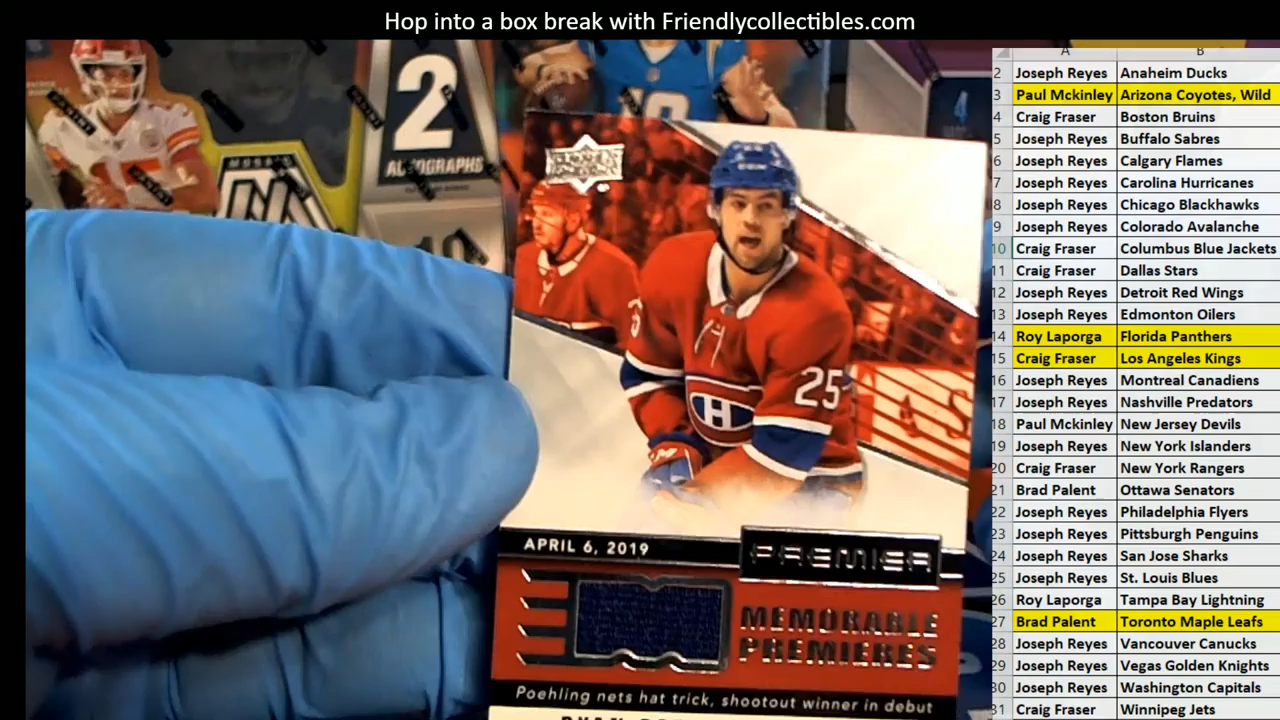 Hop into a box break with Friendlycollectibles.com
2
AUTOGRAPHS
10
MOSAIC
UPPER DECK
CCM
25
H
APRIL 6, 2019
PREMIER
MEMORABLE
PREMIERES
Poehling nets hat trick, shootout winner in debut
RYAN
A B
2 Joseph Reyes Anaheim Ducks
3 Paul Mckinley Arizona Coyotes, Wild
4 Craig Fraser Boston Bruins
5 Joseph Reyes Buffalo Sabres
6 Joseph Reyes Calgary Flames
7 Joseph Reyes Carolina Hurricanes
8 Joseph Reyes Chicago Blackhawks
9 Joseph Reyes Colorado Avalanche
10 Craig Fraser Columbus Blue Jackets
11 Craig Fraser Dallas Stars
12 Joseph Reyes Detroit Red Wings
13 Joseph Reyes Edmonton Oilers
14 Roy Laporga Florida Panthers
15 Craig Fraser Los Angeles Kings
16 Joseph Reyes Montreal Canadiens
17 Joseph Reyes Nashville Predators
18 Paul Mckinley New Jersey Devils
19 Joseph Reyes New York Islanders
20 Craig Fraser New York Rangers
21 Brad Palent Ottawa Senators
22 Joseph Reyes Philadelphia Flyers
23 Joseph Reyes Pittsburgh Penguins
24 Joseph Reyes San Jose Sharks
25 Joseph Reyes St. Louis Blues
26 Roy Laporga Tampa Bay Lightning
27 Brad Palent Toronto Maple Leafs
28 Joseph Reyes Vancouver Canucks
29 Joseph Reyes Vegas Golden Knights
30 Joseph Reyes Washington Capitals
31 Craig Fraser Winnipeg Jets